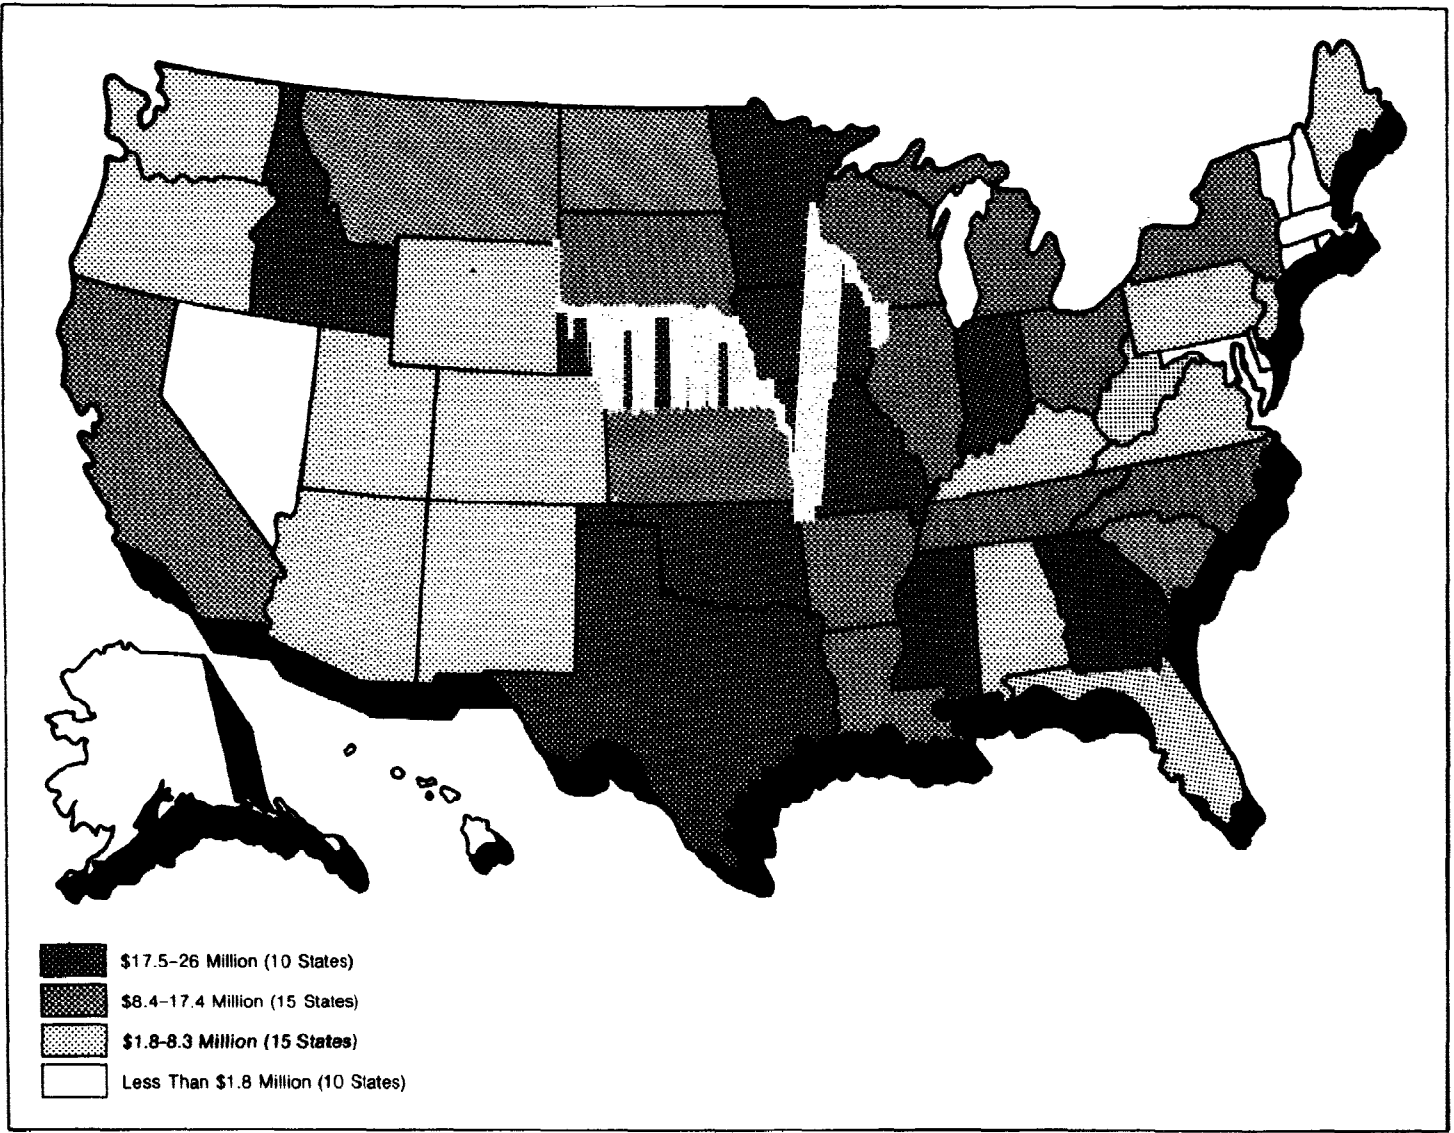 $17.5-26 Million (10 States)
$8.4-17.4 Million (15 States)
$1.8-8.3 Million (15 States)
Less Than $1.8 Million (10 States)